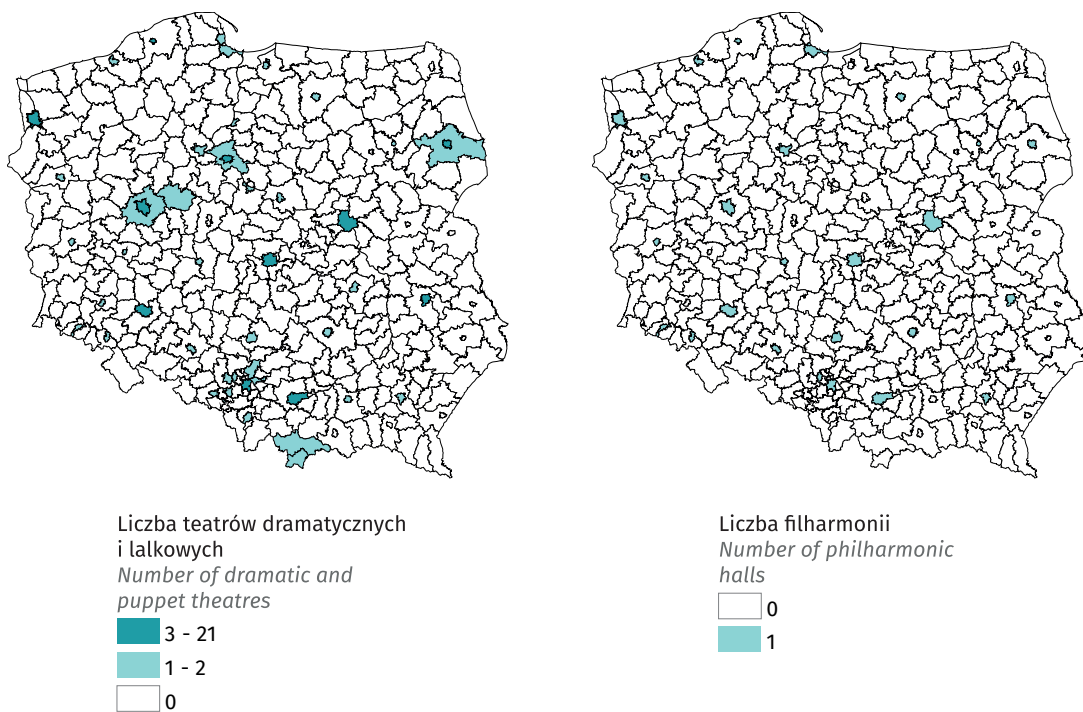 Liczba teatrów dramatycznych
i lalkowych
Number of dramatic and
puppet theatres
3 - 21
1 - 2
0
Liczba filharmonii
Number of philharmonic
halls
0
1